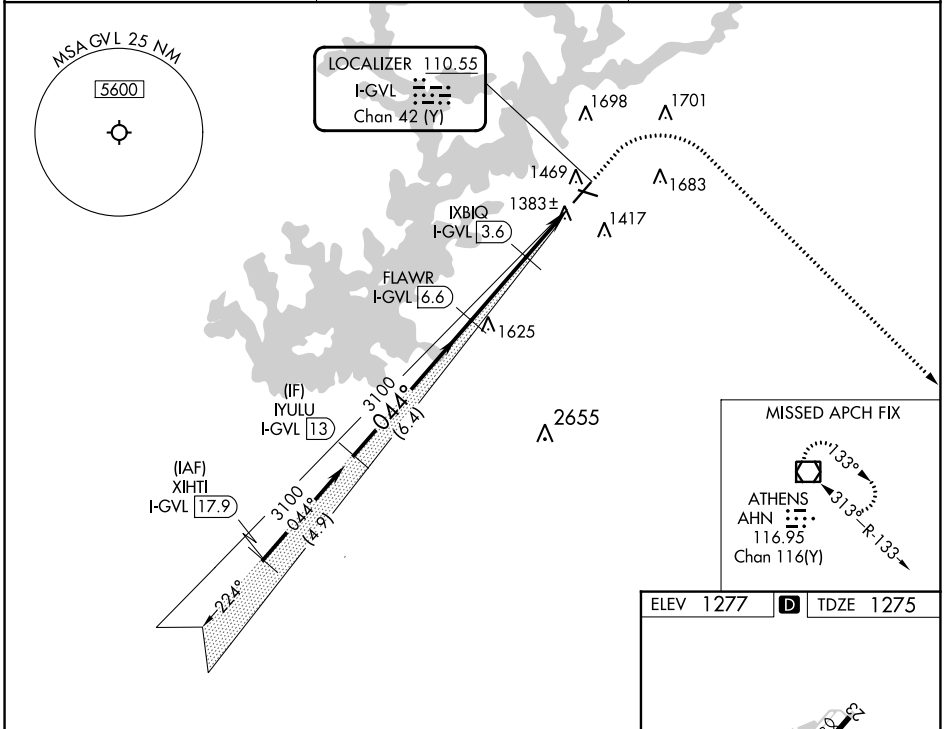 MSA GVL 25 NM
5600
LOCALIZER 110.55
I-GVL
Chan 42 (Y)
1698
1701
1469
1683
1383±
1417
IXBIQ
I-GVL 3.6
FLAWR
I-GVL 6.6
1625
3100
044°
(6.4)
(IF)
IYULU
I-GVL 13
2655
(IAF)
XIHTI
I-GVL 17.9
3100
044°
(4.9)
224°
MISSED APCH FIX
133°
313°
R-133
ATHENS
AHN
116.95
Chan 116(Y)
ELEV 1277
D
TDZE 1275
23